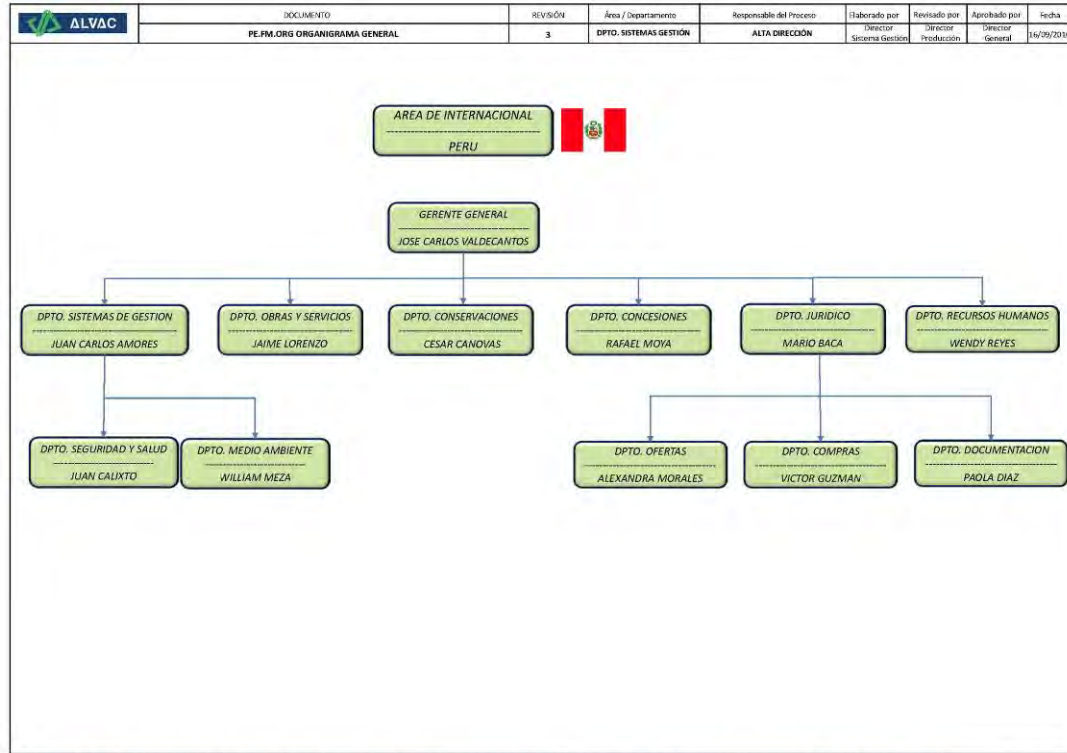 ALVAC
DOCUMENTO
REVISIÓN
Área / Departamento
Responsable del Proceso
Elaborado por
Revisado por
Aprobado por
Fecha
PE.FM.ORG ORGANIGRAMA GENERAL
3
DPTO. SISTEMAS GESTIÓN
ALTA DIRECCIÓN
Director
Sistema Gestión
Director
Producción
Director
General
16/09/2016
AREA DE INTERNACIONAL
PERU
GERENTE GENERAL
JOSE CARLOS VALDECANTOS
DPTO. SISTEMAS DE GESTION
JUAN CARLOS AMORES
DPTO. OBRAS Y SERVICIOS
JAIME LORENZO
DPTO. CONSERVACIONES
CESAR CANOVAS
DPTO. CONCESIONES
RAFAEL MOYA
DPTO. JURIDICO
MARIO BACA
DPTO. RECURSOS HUMANOS
WENDY REYES
DPTO. SEGURIDAD Y SALUD
JUAN CALIXTO
DPTO. MEDIO AMBIENTE
WILLIAM MEZA
DPTO. OFERTAS
ALEXANDRA MORALES
DPTO. COMPRAS
VICTOR GUZMAN
DPTO. DOCUMENTACION
PAOLA DIAZ